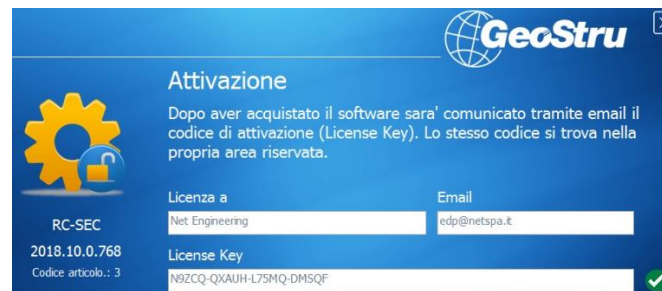 GeoStru
Attivazione
Dopo aver acquistato il software sara' comunicato tramite email il
codice di attivazione (License Key). Lo stesso codice si trova nella
propria area riservata.
Licenza a
Email
Net Engineering
edp@netspa.it
RC-SEC
2018.10.0.768
Codice articolo.: 3
License Key
N9ZCQ-QXAUH-L75MQ-DMSQF